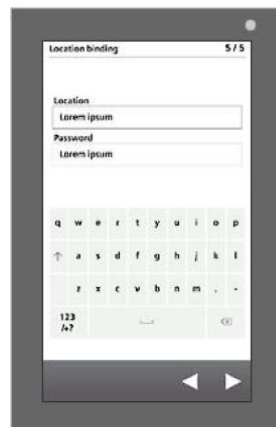 Location binding 5/5
Location
Lorem ipsum
Password
Lorem ipsum
q w e r t y u i o p
a s d f g h j k l
z x c v b n m . -
123
/+?